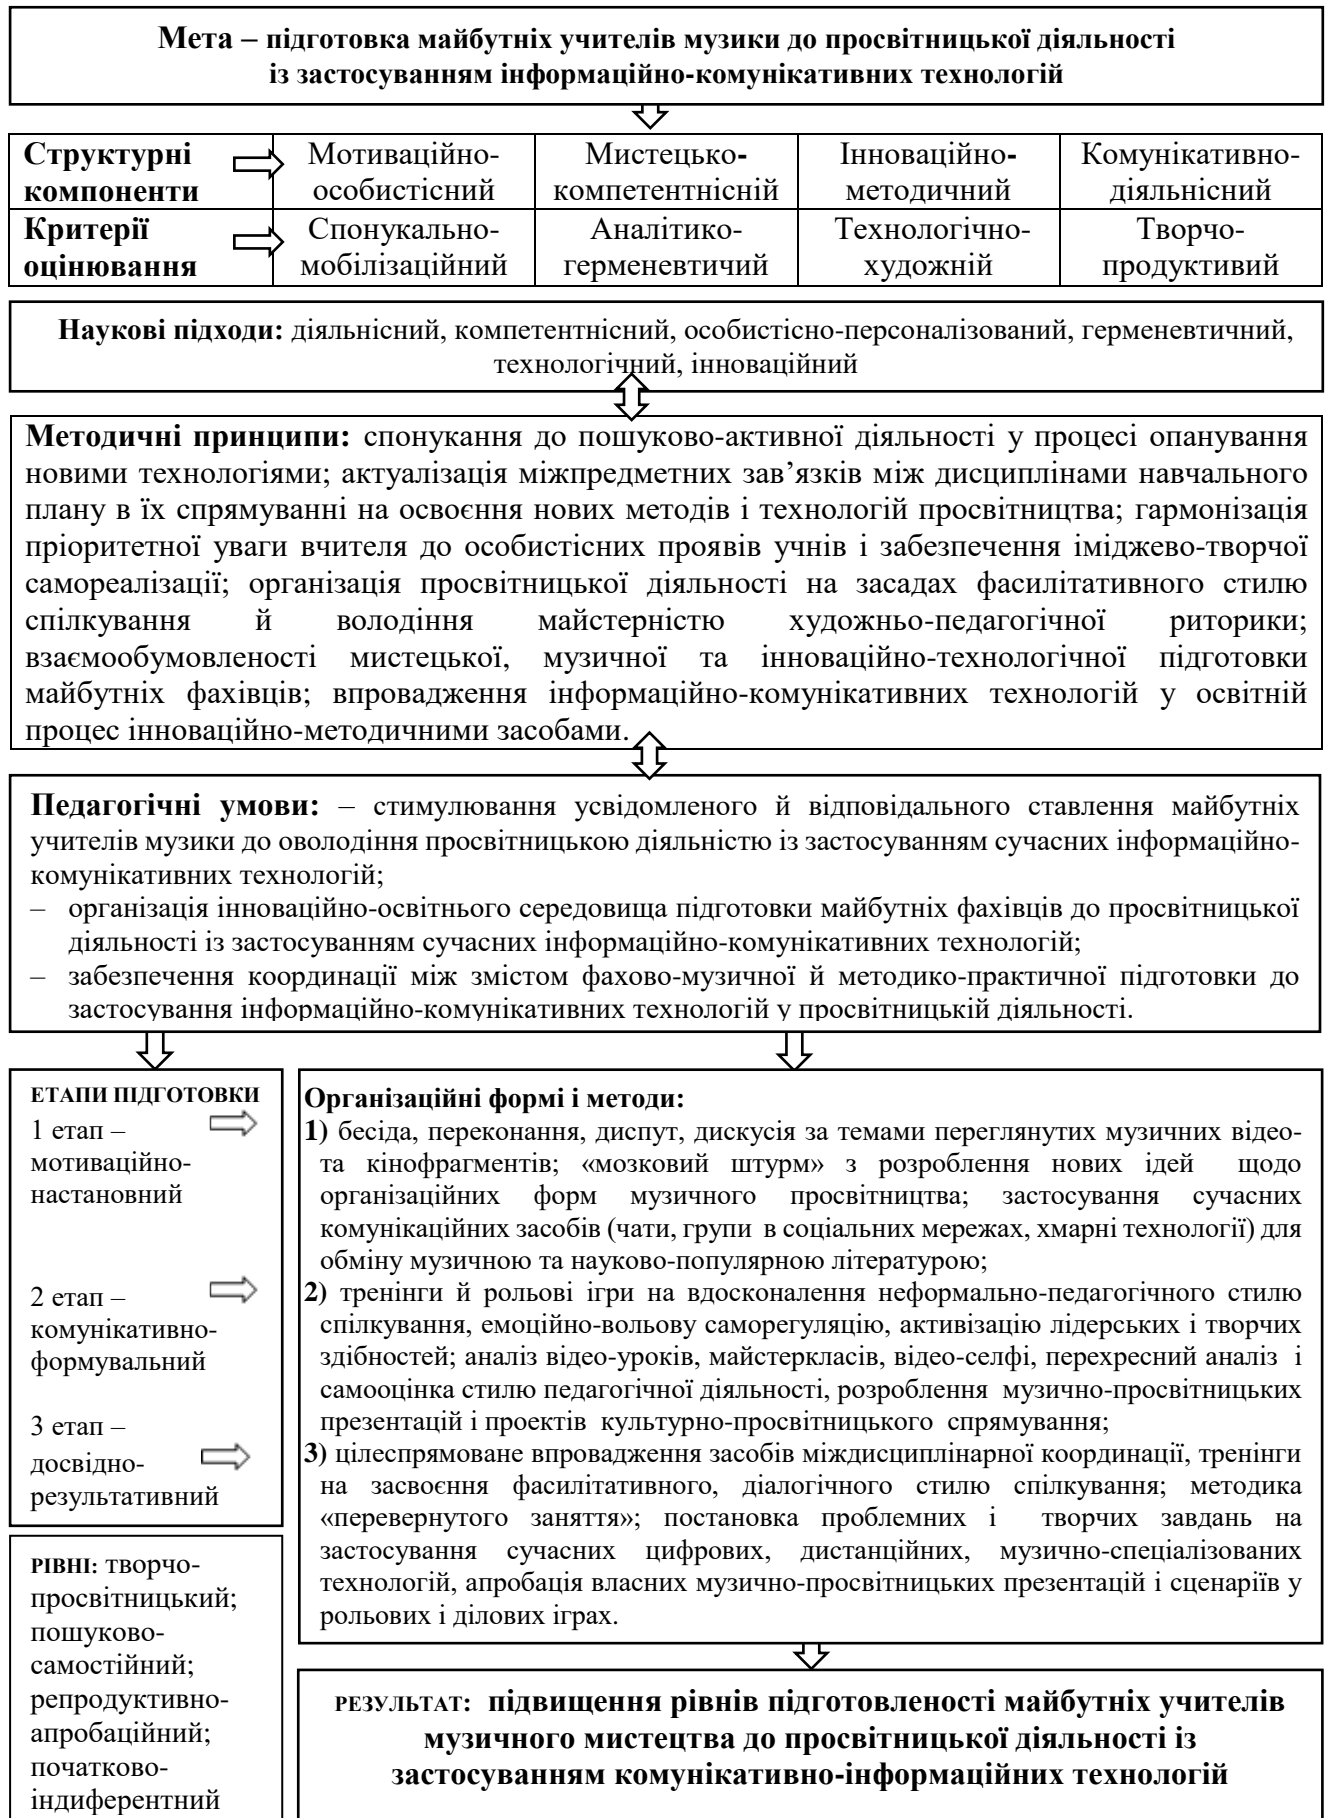 Мета – підготовка майбутніх учителів музики до просвітницької діяльності
із застосуванням інформаційно-комунікативних технологій
Структурні
компоненти
Мотиваційно-
особистісний
Мистецько-
компетентнісній
Інноваційно-
методичний
Комунікативно-
діяльнісний
Критерії
оцінювання
Спонукально-
мобілізаційний
Аналітико-
герменевтичий
Технологічно-
художній
Творчо-
продуктивий
Наукові підходи: діяльнісний, компетентнісний, особистісно-персоналізований, герменевтичний,
технологічний, інноваційний
Методичні принципи: спонукання до пошуково-активної діяльності у процесі опанування
новими технологіями; актуалізація міжпредметних зав’язків між дисциплінами навчального
плану в їх спрямуванні на освоєння нових методів і технологій просвітництва; гармонізація
пріоритетної уваги вчителя до особистісних проявів учнів і забезпечення іміджево-творчої
самореалізації; організація просвітницької діяльності на засадах фасилітативного стилю
спілкування й володіння майстерністю художньо-педагогічної риторики;
взаємообумовленості мистецької, музичної та інноваційно-технологічної підготовки
майбутніх фахівців; впровадження інформаційно-комунікативних технологій у освітній
процес інноваційно-методичними засобами.
Педагогічні умови: – стимулювання усвідомленого й відповідального ставлення майбутніх
учителів музики до оволодіння просвітницькою діяльністю із застосуванням сучасних інформаційно-
комунікативних технологій;
– організація інноваційно-освітнього середовища підготовки майбутніх фахівців до просвітницької
діяльності із застосуванням сучасних інформаційно-комунікативних технологій;
– забезпечення координації між змістом фахово-музичної й методико-практичної підготовки до
застосування інформаційно-комунікативних технологій у просвітницькій діяльності.
ЕТАПИ ПІДГОТОВКИ
1 етап –
мотиваційно-
настановний
2 етап –
комунікативно-
формувальний
3 етап –
досвідно-
результативний
РІВНІ: творчо-
просвітницький;
пошуково-
самостійний;
репродуктивно-
апробаційний;
початково-
індиферентний
Організаційні формі і методи:
1) бесіда, переконання, диспут, дискусія за темами переглянутих музичних відео-
та кінофрагментів; «мозковий штурм» з розроблення нових ідей щодо
організаційних форм музичного просвітництва; застосування сучасних
комунікаційних засобів (чати, групи в соціальних мережах, хмарні технології) для
обміну музичною та науково-популярною літературою;
2) тренінги й рольові ігри на вдосконалення неформально-педагогічного стилю
спілкування, емоційно-вольову саморегуляцію, активізацію лідерських і творчих
здібностей; аналіз відео-уроків, майстеркласів, відео-селфі, перехресний аналіз і
самооцінка стилю педагогічної діяльності, розроблення музично-просвітницьких
презентацій і проектів культурно-просвітницького спрямування;
3) цілеспрямоване впровадження засобів міждисциплінарної координації, тренінги
на засвоєння фасилітативного, діалогічного стилю спілкування; методика
«перевернутого заняття»; постановка проблемних і творчих завдань на
застосування сучасних цифрових, дистанційних, музично-спеціалізованих
технологій, апробація власних музично-просвітницьких презентацій і сценаріїв у
рольових і ділових іграх.
РЕЗУЛЬТАТ: підвищення рівнів підготовленості майбутніх учителів
музичного мистецтва до просвітницької діяльності із
застосуванням комунікативно-інформаційних технологій